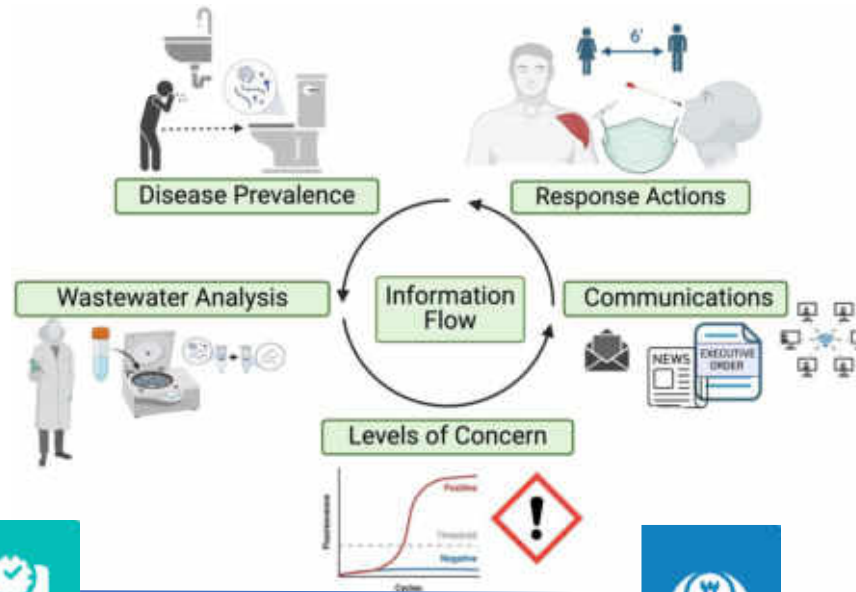 6'
Disease Prevalence
Response Actions
Wastewater Analysis
Information
Flow
Communications
NEWS
EXECUTIVE
ORDER
Levels of Concern
Fluorescence
Positive
Threshold
Negative
Cycles